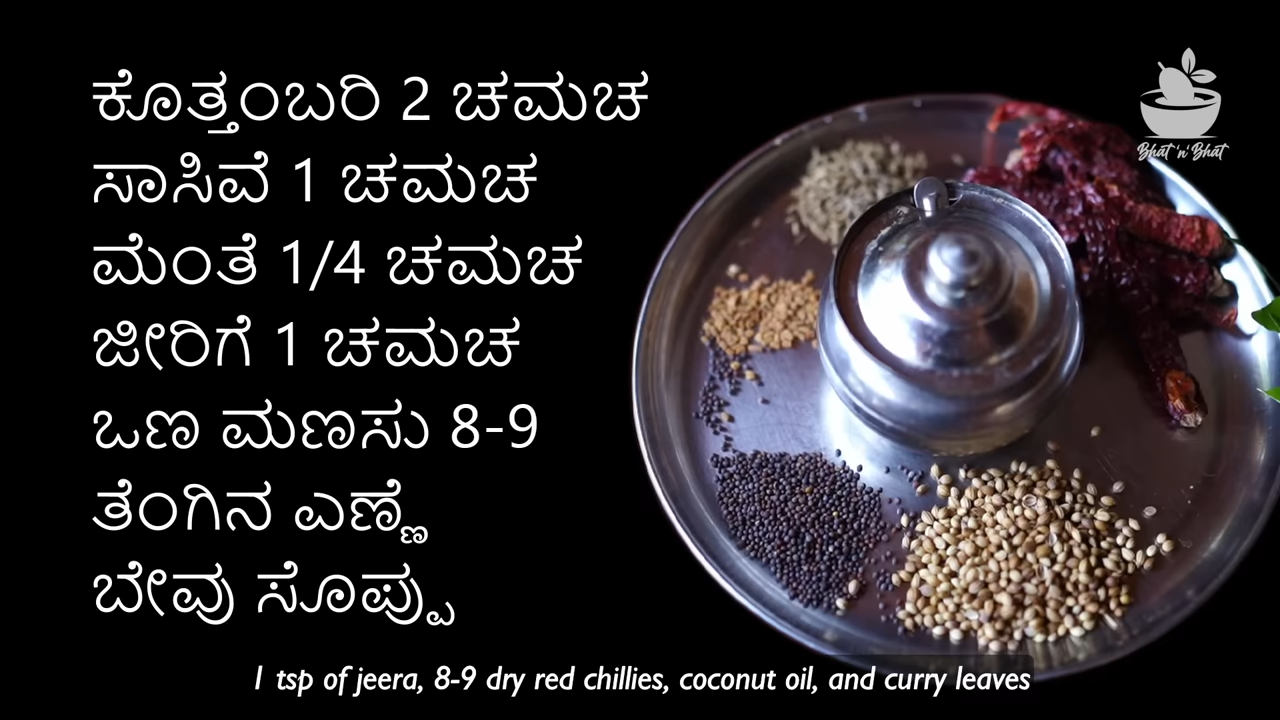 ಕೊತ್ತಂಬರಿ 2 ಚಮಚ
ಸಾಸಿವೆ 1 ಚಮಚ
ಮೆಂತೆ 1/4 ಚಮಚ
ಜೀರಿಗೆ 1 ಚಮಚ
ಒಣ ಮಣಸು 8-9
ತೆಂಗಿನ ಎಣ್ಣೆ
ಬೇವು ಸೊಪ್ಪು
Bhat 'n' Bhat
1 tsp of jeera, 8-9 dry red chillies, coconut oil, and curry leaves